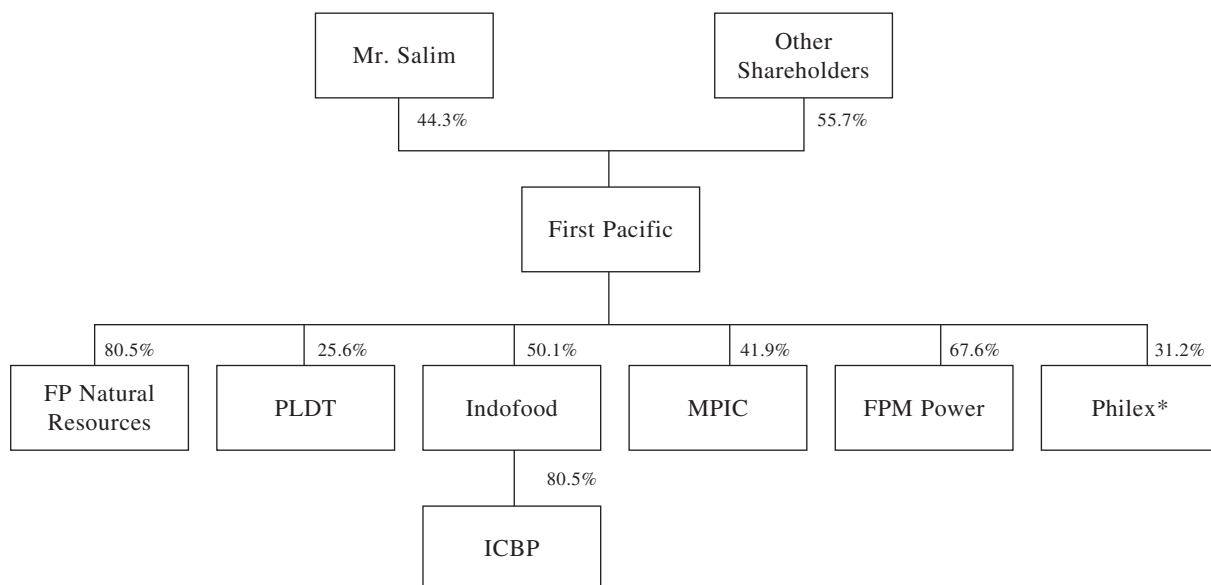 Mr. Salim
Other
Shareholders
44.3%
55.7%
First Pacific
80.5%
25.6%
50.1%
41.9%
67.6%
31.2%
FP Natural
Resources
PLDT
Indofood
MPIC
FPM Power
Philex*
80.5%
ICBP